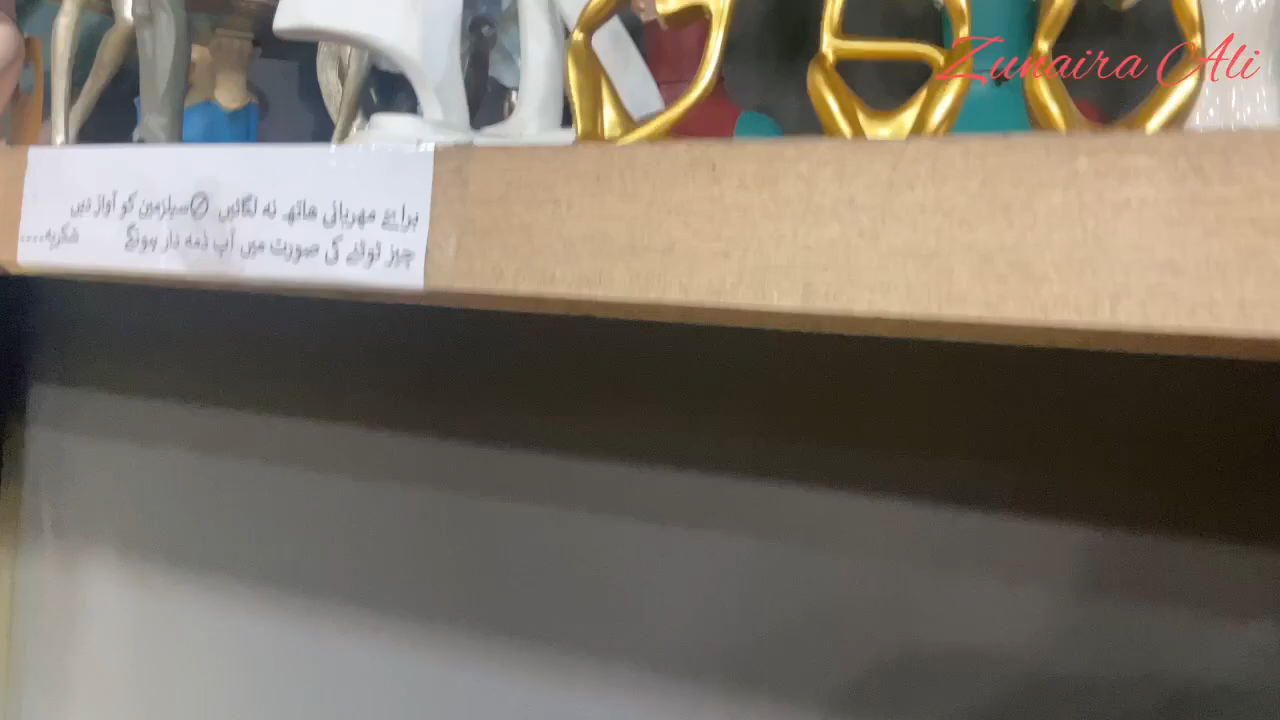 برائے مہربانی ہاتھ نہ لگائیں سیلزمین کو آواز دیں
چیز ٹوٹنے کی صورت میں آپ ذمہ دار ہونگے شکریہ....
Zunaira Ali